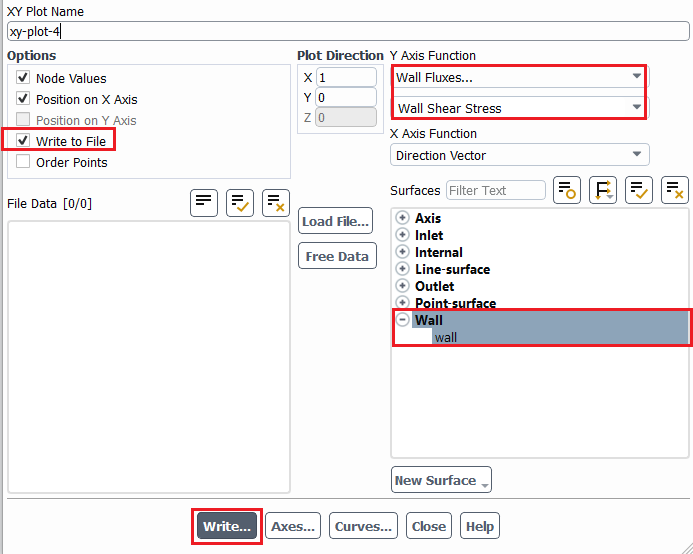 XY Plot Name
xy-plot-4
Options
Node Values
Position on X Axis
Position on Y Axis
Write to File
Order Points
Plot Direction
X 1
Y 0
Z 0
Y Axis Function
Wall Fluxes...
Wall Shear Stress
X Axis Function
Direction Vector
File Data [0/0]
Load File...
Free Data
Surfaces Filter Text
Axis
Inlet
Internal
Line-surface
Outlet
Point-surface
Wall
wall
New Surface
Write... Axes... Curves... Close Help